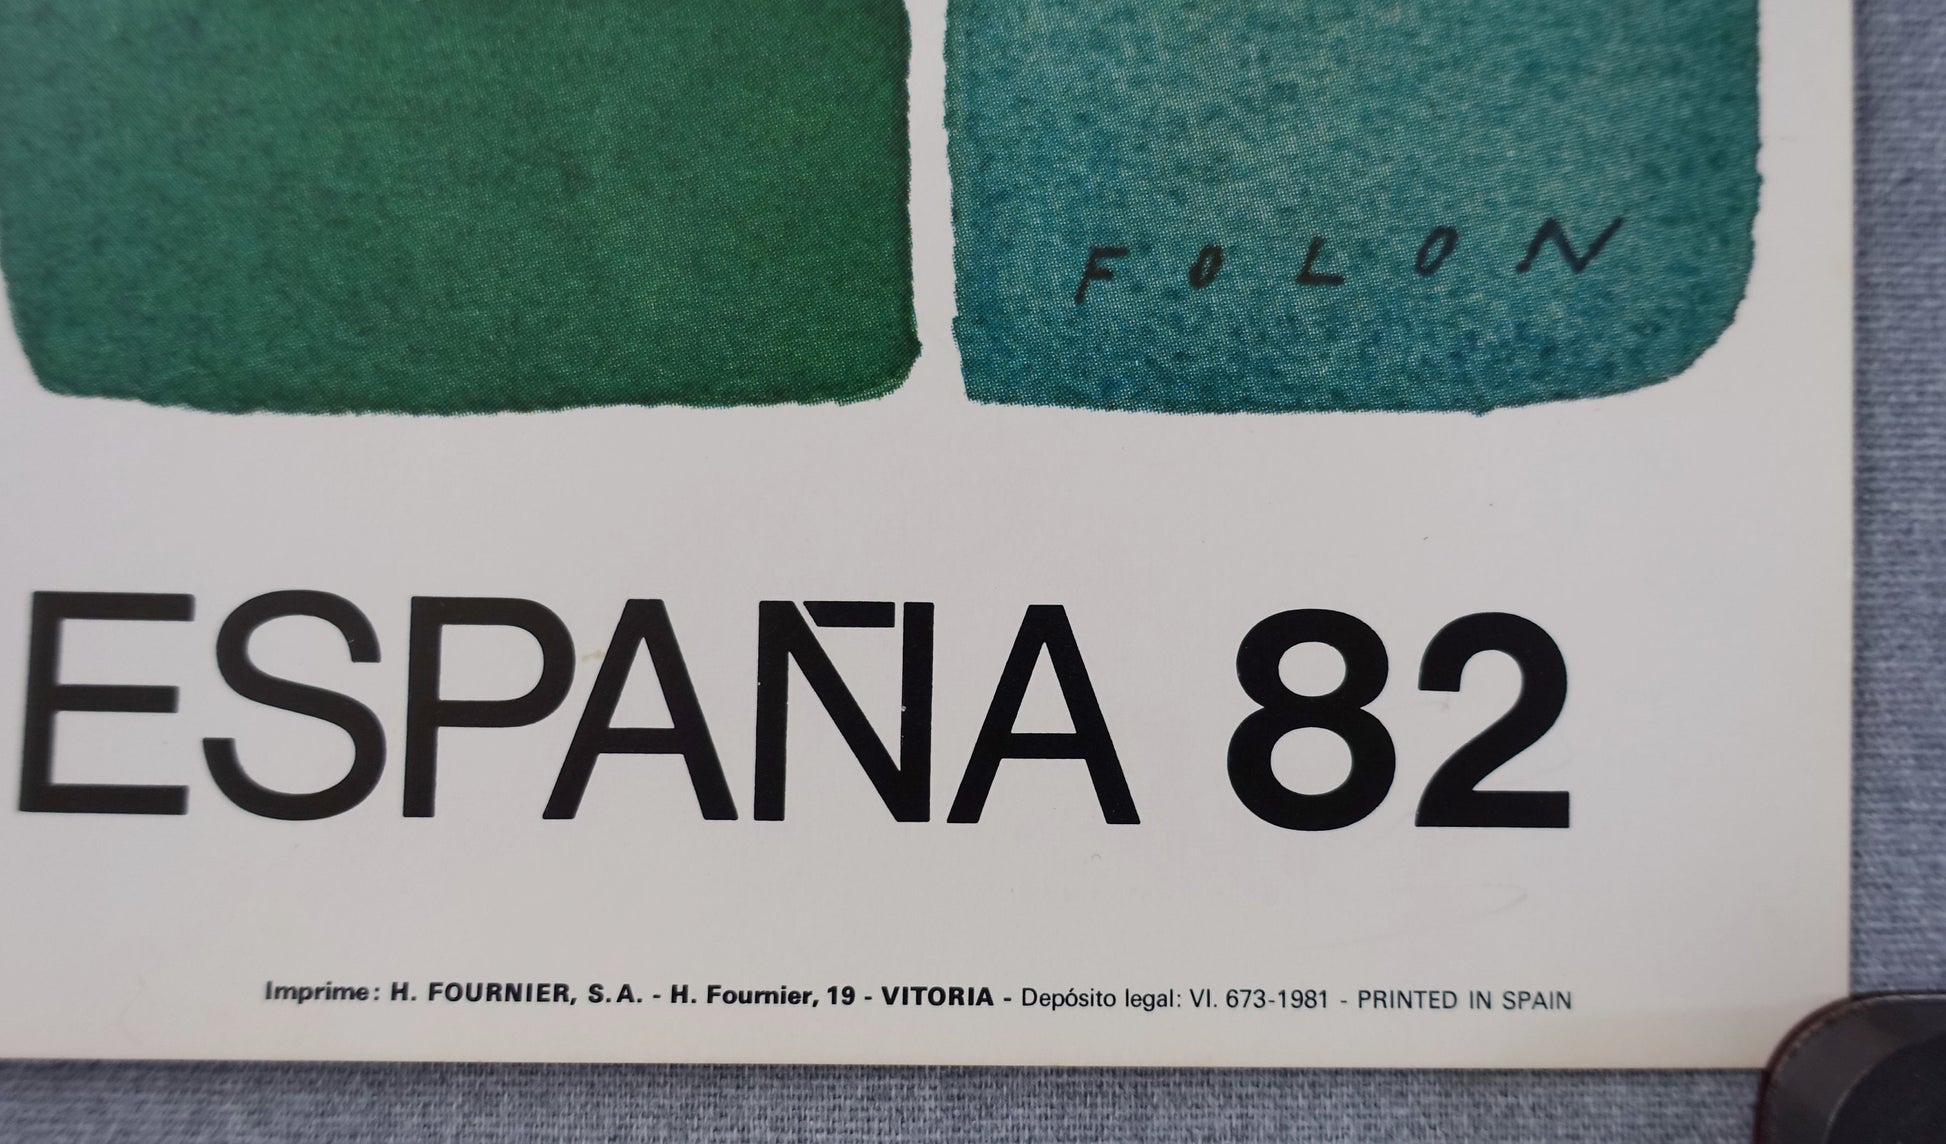 FOLON
ESPAÑA 82
Imprime: H. FOURNIER, S.A. - H. Fournier, 19 - VITORIA - Depósito legal: VI. 673-1981 - PRINTED IN SPAIN